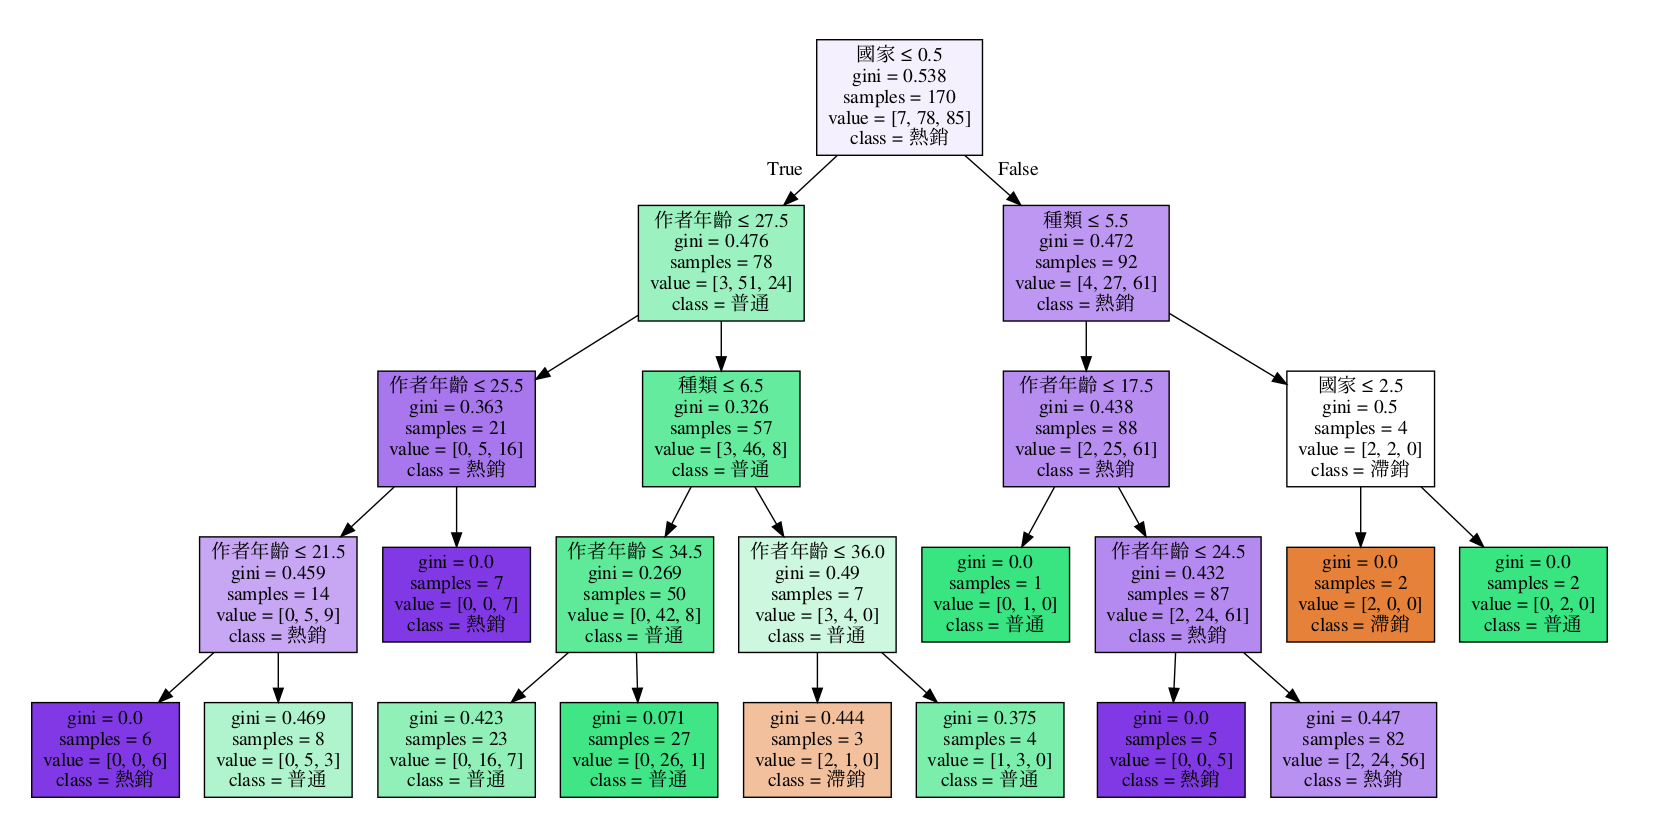 國家 ≤ 0.5
gini = 0.538
samples = 170
value = [7, 78, 85]
class = 熱銷
True
False
作者年齡 ≤ 27.5
gini = 0.476
samples = 78
value = [3, 51, 24]
class = 普通
種類 ≤ 5.5
gini = 0.472
samples = 92
value = [4, 27, 61]
class = 熱銷
作者年齡 ≤ 25.5
gini = 0.363
samples = 21
value = [0, 5, 16]
class = 熱銷
種類 ≤ 6.5
gini = 0.326
samples = 57
value = [3, 46, 8]
class = 普通
作者年齡 ≤ 17.5
gini = 0.438
samples = 88
value = [2, 25, 61]
class = 熱銷
國家 ≤ 2.5
gini = 0.5
samples = 4
value = [2, 2, 0]
class = 滯銷
作者年齡 ≤ 21.5
gini = 0.459
samples = 14
value = [0, 5, 9]
class = 熱銷
gini = 0.0
samples = 7
value = [0, 0, 7]
class = 熱銷
作者年齡 ≤ 34.5
gini = 0.269
samples = 50
value = [0, 42, 8]
class = 普通
作者年齡 ≤ 36.0
gini = 0.49
samples = 7
value = [3, 4, 0]
class = 普通
gini = 0.0
samples = 1
value = [0, 1, 0]
class = 普通
作者年齡 ≤ 24.5
gini = 0.432
samples = 87
value = [2, 24, 61]
class = 熱銷
gini = 0.0
samples = 2
value = [2, 0, 0]
class = 滯銷
gini = 0.0
samples = 2
value = [0, 2, 0]
class = 普通
gini = 0.0
samples = 6
value = [0, 0, 6]
class = 熱銷
gini = 0.469
samples = 8
value = [0, 5, 3]
class = 普通
gini = 0.423
samples = 23
value = [0, 16, 7]
class = 普通
gini = 0.071
samples = 27
value = [0, 26, 1]
class = 普通
gini = 0.444
samples = 3
value = [2, 1, 0]
class = 滯銷
gini = 0.375
samples = 4
value = [1, 3, 0]
class = 普通
gini = 0.0
samples = 5
value = [0, 0, 5]
class = 熱銷
gini = 0.447
samples = 82
value = [2, 24, 56]
class = 熱銷